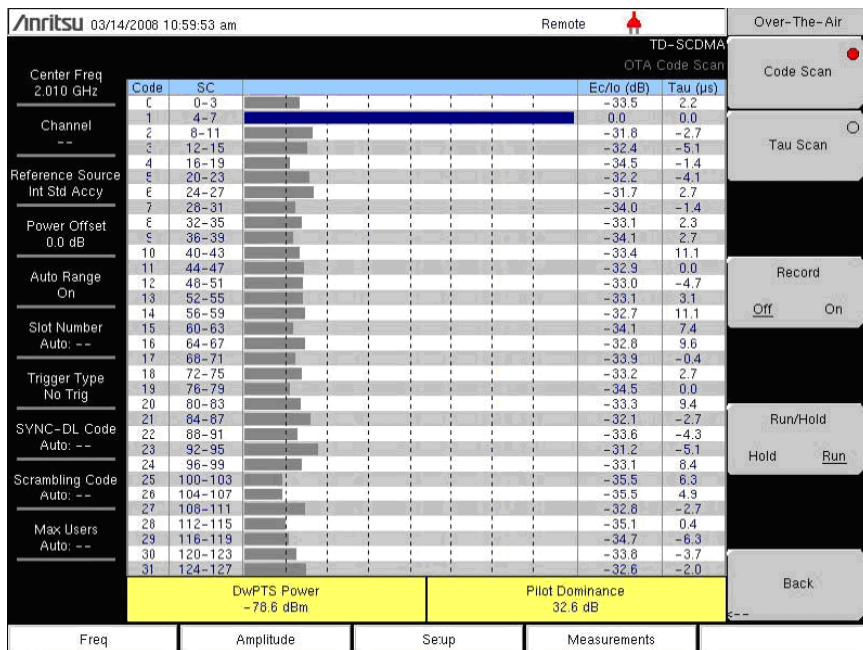 Anritsu 03/14/2008 10:59:53 am Remote Over-The-Air
TD-SCDMA
OTA Code Scan
Center Freq
2.010 GHz
Channel
--
Reference Source
Int Std Accy
Power Offset
0.0 dB
Auto Range
On
Slot Number
Auto: --
Trigger Type
No Trig
SYNC-DL Code
Auto: --
Scrambling Code
Auto: --
Max Users
Auto: --
Code SC Ec/Io (dB) Tau (µs)
0-3 -33.5 2.2
1 4-7 0.0 0.0
2 8-11 -31.8 -2.7
3 12-15 -32.4 -5.1
4 16-19 -34.5 -1.4
5 20-23 -32.2 -4.1
6 24-27 -31.7 2.7
7 28-31 -34.0 -1.4
8 32-35 -33.1 2.3
9 36-39 -34.1 2.7
10 40-43 -33.4 11.1
11 44-47 -32.9 0.0
12 48-51 -33.0 -4.7
13 52-55 -33.1 3.1
14 56-59 -32.7 11.1
15 60-63 -34.1 7.4
16 64-67 -32.8 9.6
17 68-71 -33.9 -0.4
18 72-75 -33.2 2.7
19 76-79 -34.5 0.0
20 80-83 -33.3 9.4
21 84-87 -32.1 -2.7
22 88-91 -33.6 -4.3
23 92-95 -31.2 -5.1
24 96-99 -33.1 8.4
25 100-103 -35.5 6.3
26 104-107 -35.5 4.9
27 108-111 -32.8 -2.7
28 112-115 -35.1 0.4
29 116-119 -34.7 -6.3
30 120-123 -33.8 -3.7
31 124-127 -32.6 -2.0
DwPTS Power
-78.6 dBm
Pilot Dominance
32.6 dB
Code Scan
Tau Scan
Record
Off On
Run/Hold
Hold Run
Back
<--
Freq Amplitude Setup Measurements